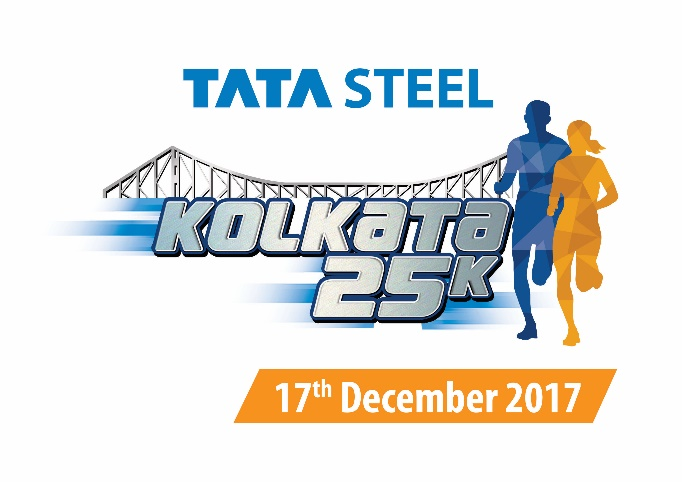 TATA STEEL
KOLKATA
25K
17th December 2017